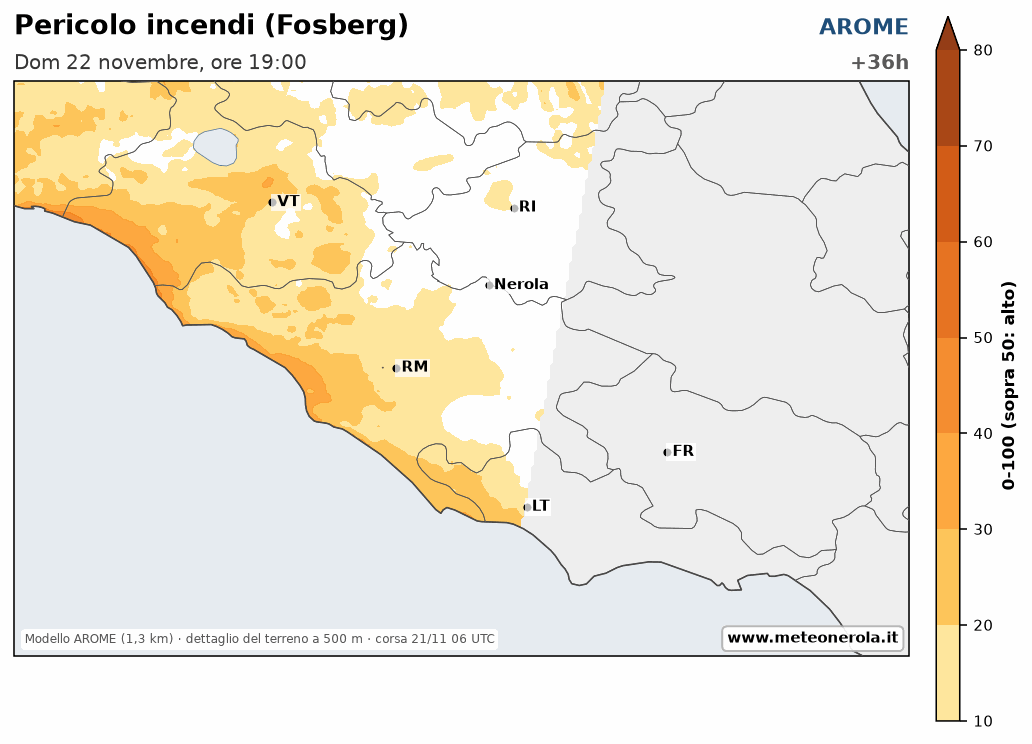 Pericolo incendi (Fosberg)
AROME
Dom 22 novembre, ore 19:00
+36h
VT
RI
Nerola
RM
FR
LT
Modello AROME (1,3 km) · dettaglio del terreno a 500 m · corsa 21/11 06 UTC
www.meteonerola.it
80
70
60
50
40
30
20
10
0-100 (sopra 50: alto)